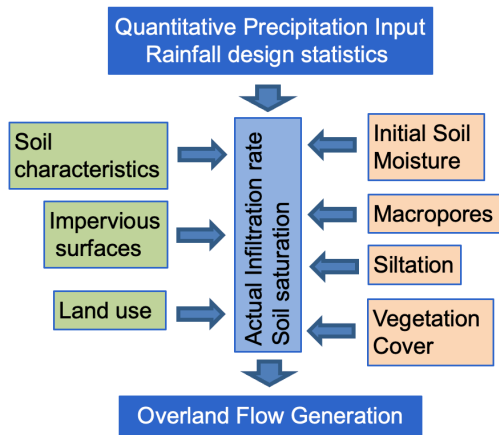 Quantitative Precipitation Input
Rainfall design statistics
Soil
characteristics
Impervious
surfaces
Land use
Actual Infiltration rate
Soil saturation
Initial Soil
Moisture
Macropores
Siltation
Vegetation
Cover
Overland Flow Generation